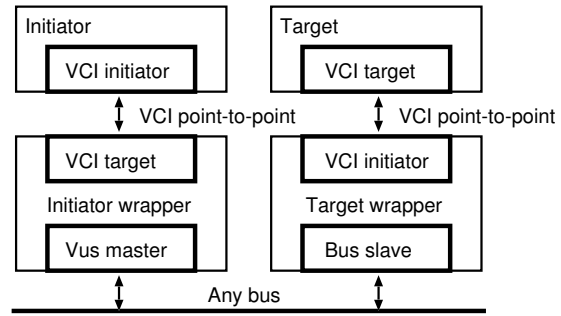 Initiator
Target
VCI initiator
VCI target
VCI point-to-point
VCI point-to-point
VCI target
VCI initiator
Initiator wrapper
Target wrapper
Vus master
Bus slave
Any bus